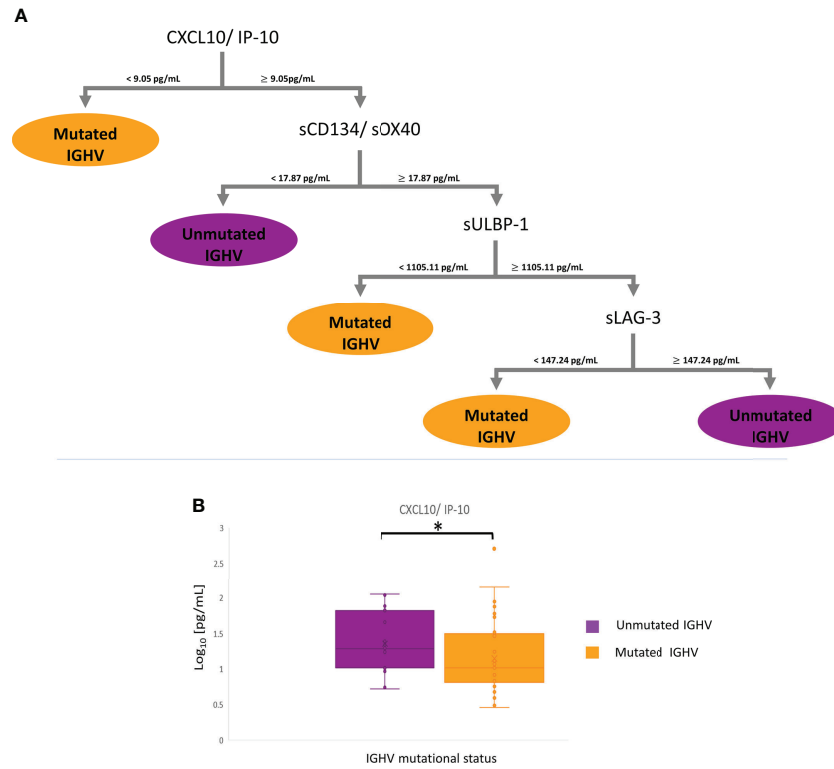 A
CXCL10/ IP-10
< 9.05 pg/mL
≥ 9.05pg/mL
Mutated
IGHV
sCD134/ sOX40
< 17.87 pg/mL
≥ 17.87 pg/mL
Unmutated
IGHV
sULBP-1
< 1105.11 pg/mL
≥ 1105.11 pg/mL
Mutated
IGHV
sLAG-3
< 147.24 pg/mL
≥ 147.24 pg/mL
Mutated
IGHV
Unmutated
IGHV
B
CXCL10/ IP-10
*
3
2.5
2
1.5
1
0.5
0
Log₁₀ [pg/mL]
Unmutated IGHV
Mutated IGHV
IGHV mutational status